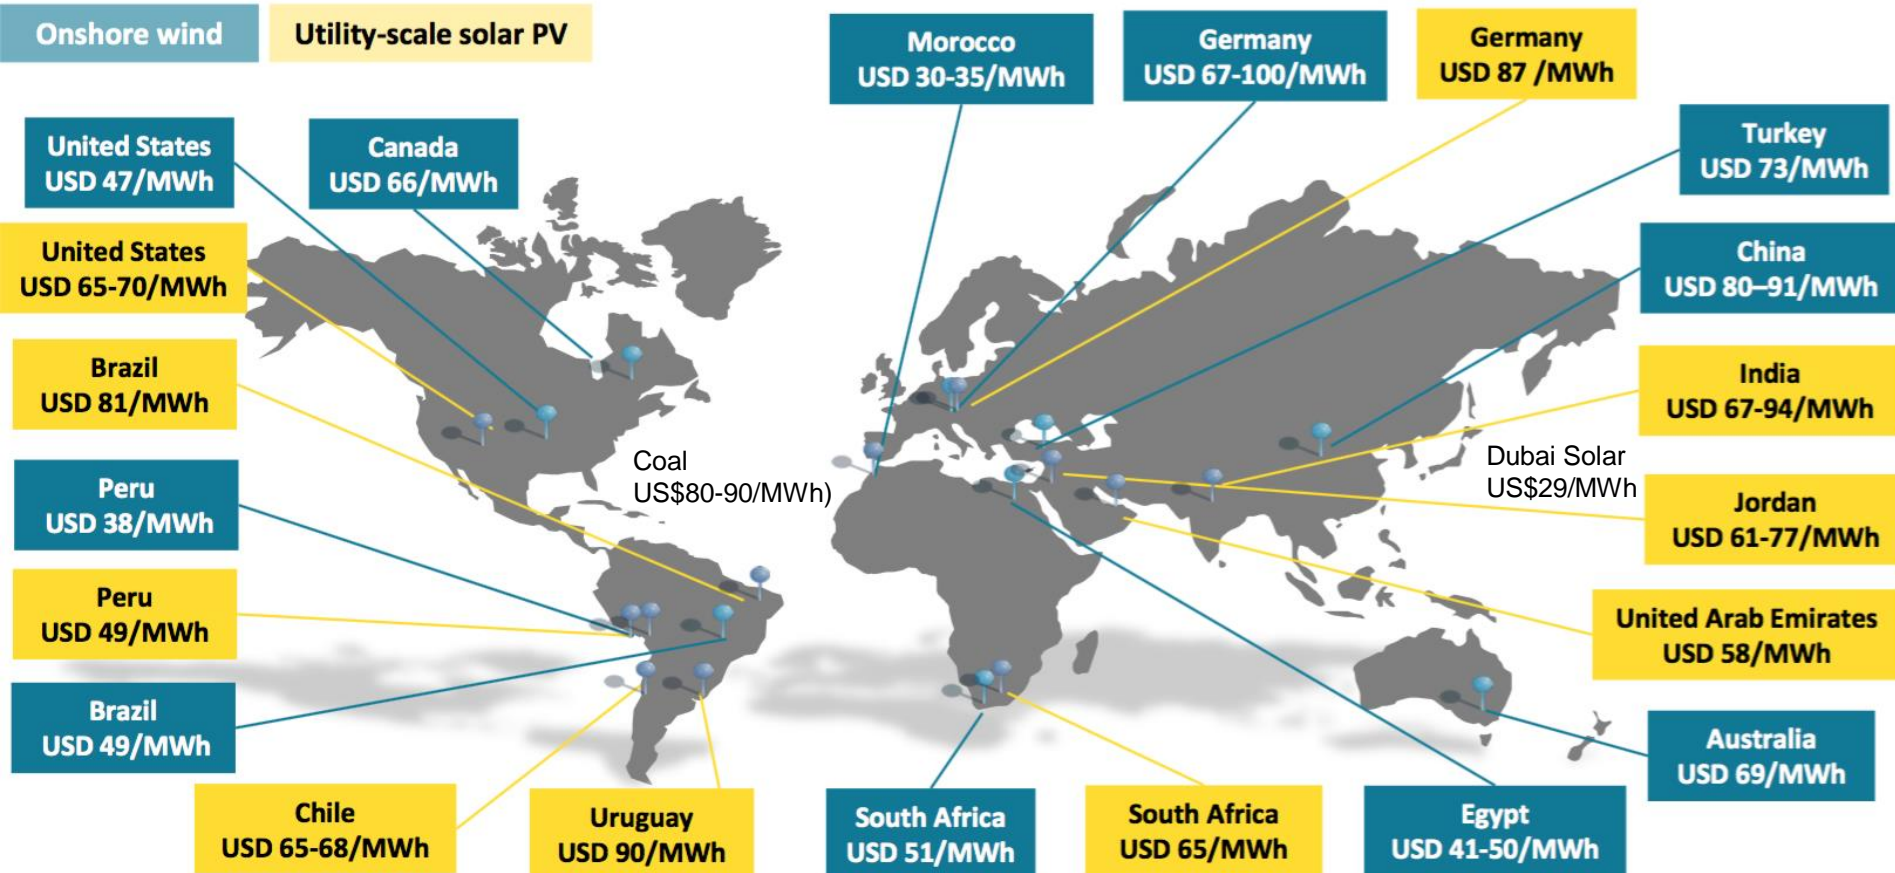 Onshore wind
Utility-scale solar PV
Morocco
USD 30-35/MWh
Germany
USD 67-100/MWh
Germany
USD 87 /MWh
United States
USD 47/MWh
Canada
USD 66/MWh
Turkey
USD 73/MWh
United States
USD 65-70/MWh
China
USD 80–91/MWh
Brazil
USD 81/MWh
India
USD 67-94/MWh
Coal
US$80-90/MWh)
Dubai Solar
US$29/MWh
Peru
USD 38/MWh
Jordan
USD 61-77/MWh
Peru
USD 49/MWh
United Arab Emirates
USD 58/MWh
Brazil
USD 49/MWh
Australia
USD 69/MWh
Chile
USD 65-68/MWh
Uruguay
USD 90/MWh
South Africa
USD 51/MWh
South Africa
USD 65/MWh
Egypt
USD 41-50/MWh